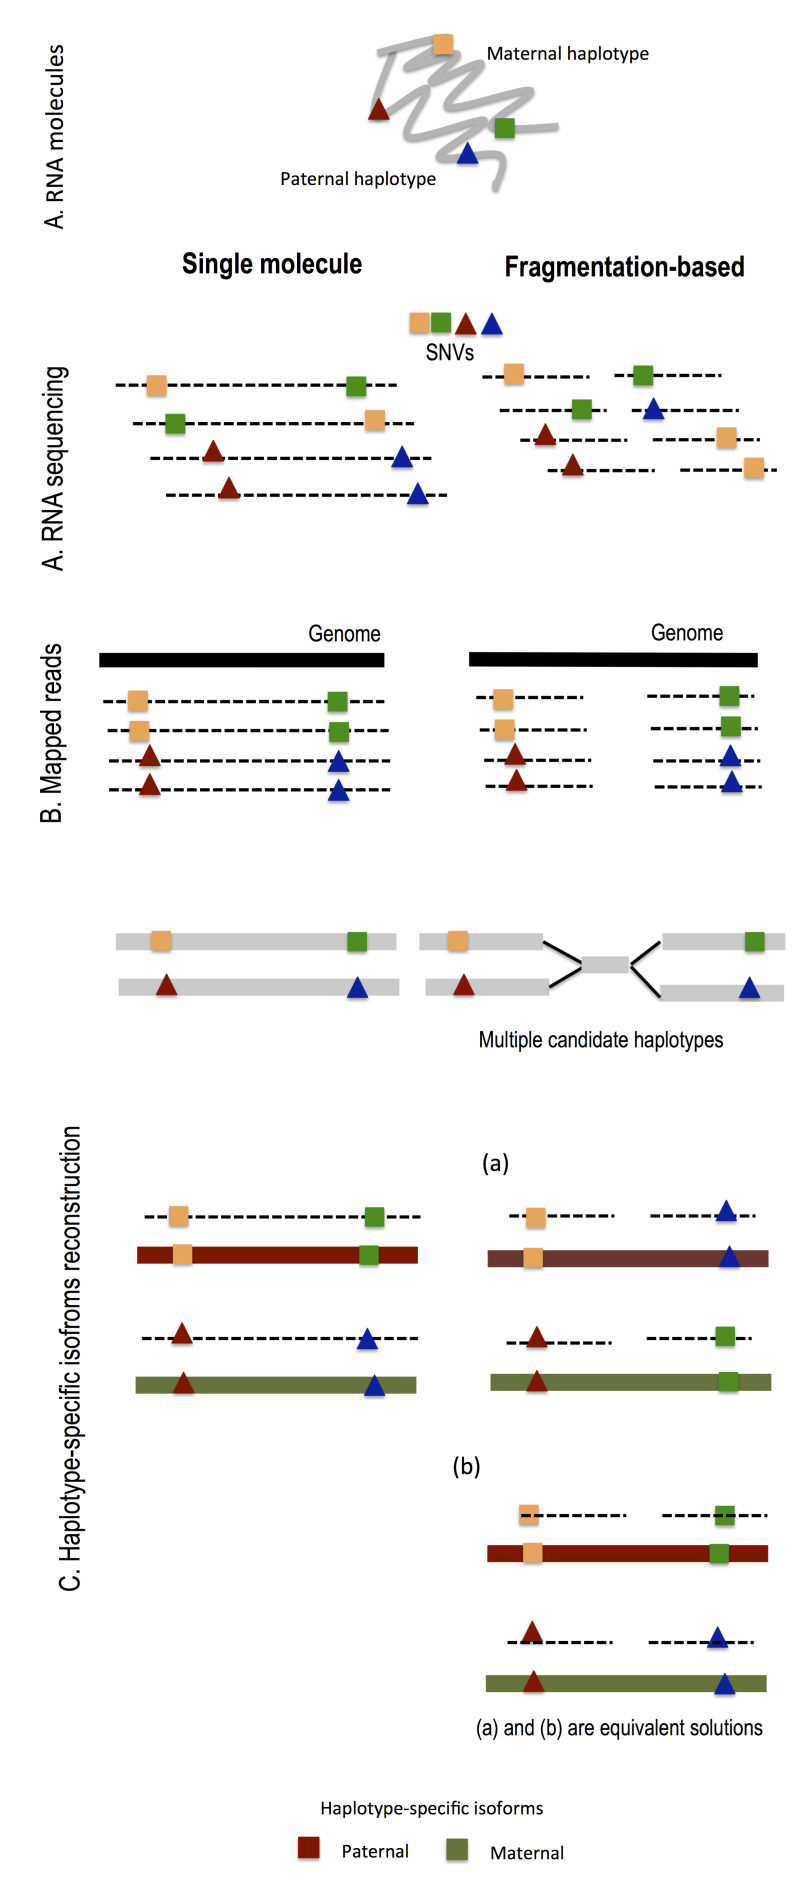 A. RNA molecules
Maternal haplotype
Paternal haplotype
Single molecule
Fragmentation-based
SNVs
A. RNA sequencing
Genome
Genome
B. Mapped reads
Multiple candidate haplotypes
C. Haplotype-specific isofroms reconstruction
(a)
(b)
(a) and (b) are equivalent solutions
Haplotype-specific isoforms
Paternal
Maternal